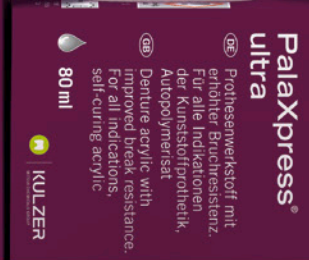 PalaXpress®
ultra
DE Prothesenwerkstoff mit
erhöhter Bruchresistenz.
Für alle Indikationen
der Kunststoffprothetik,
Autopolymerisat
GB Denture acrylic with
improved break resistance.
For all indications,
self-curing acrylic
80 ml
KULZER